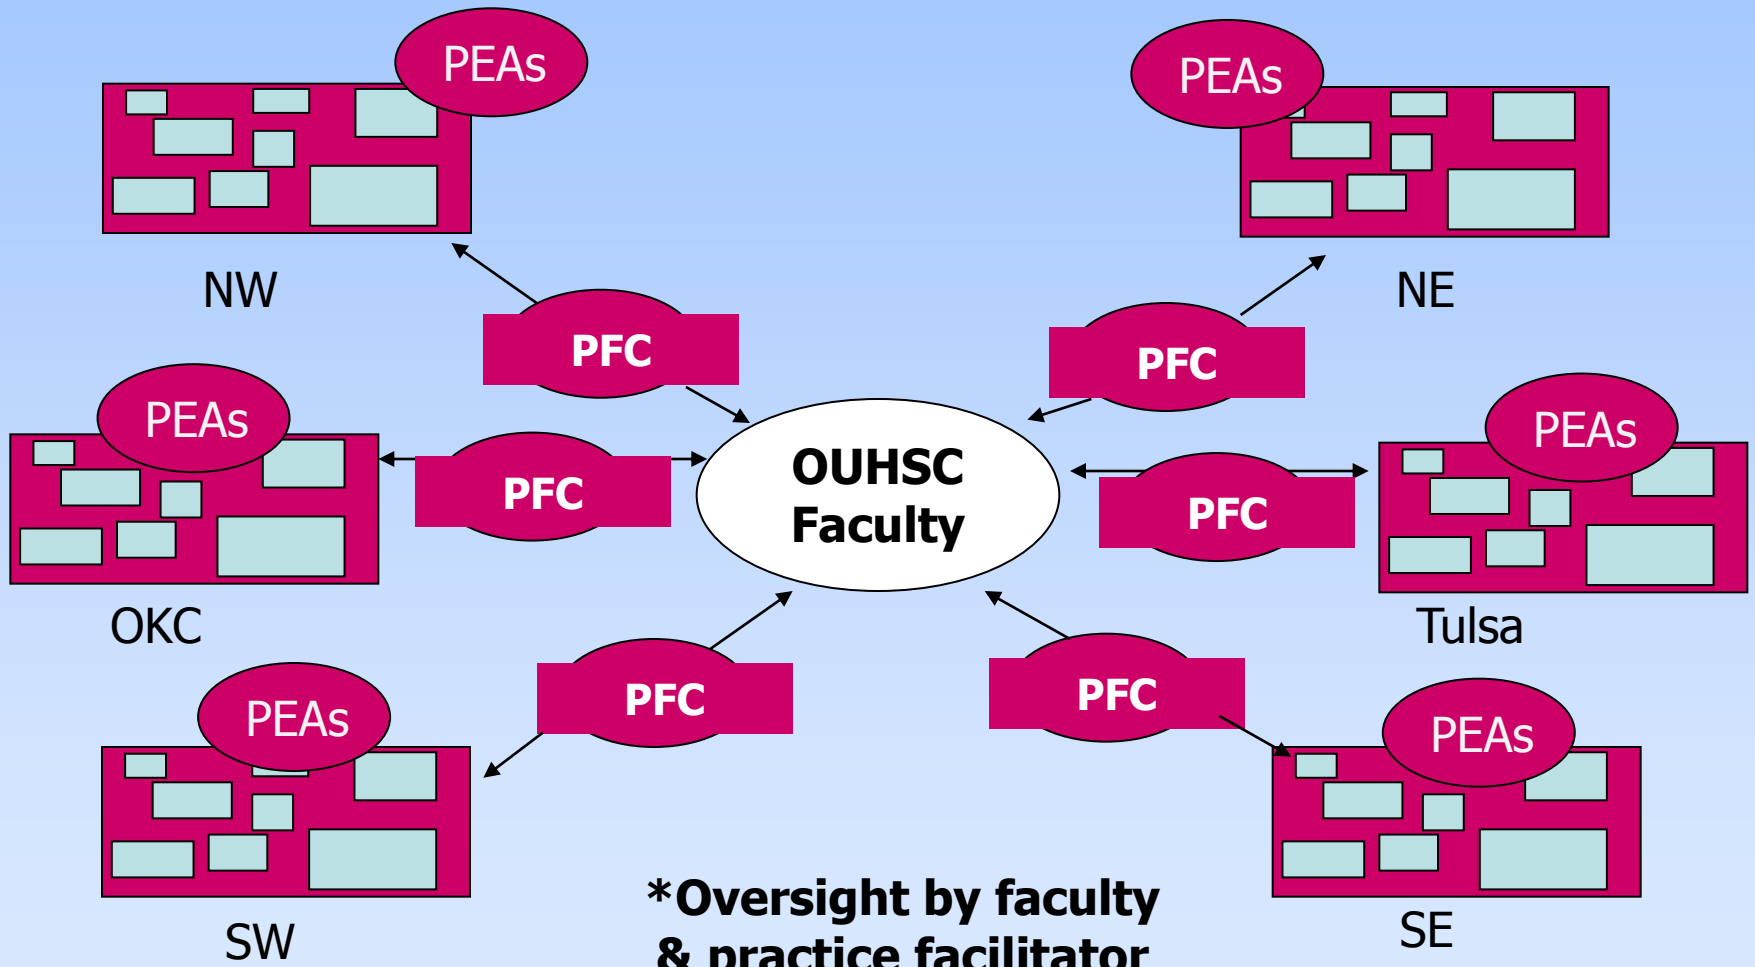 PEAs
PEAs
NW
NE
PFC
PFC
PEAs
PEAs
OUHSC
Faculty
PFC
PFC
OKC
Tulsa
PFC
PFC
PEAs
PEAs
*Oversight by faculty
& practice facilitator
SW
SE